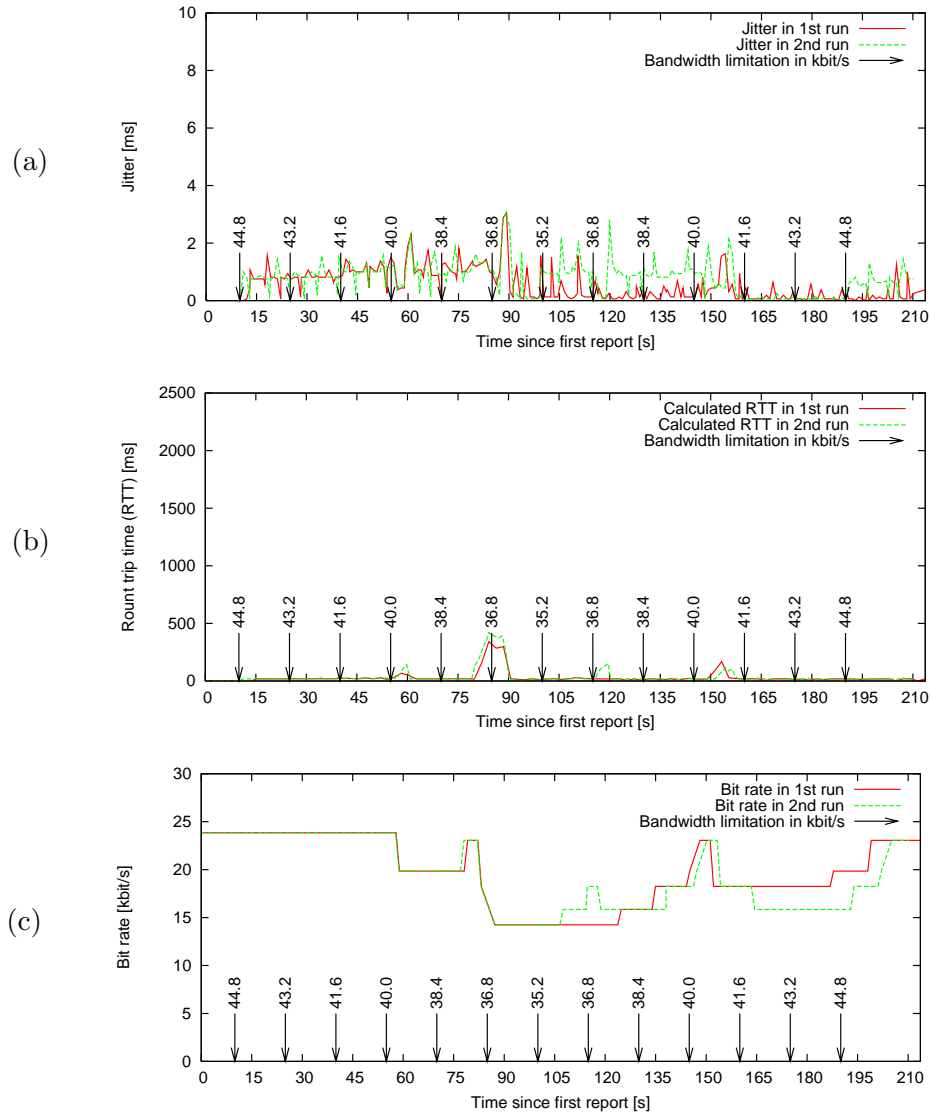 (a)
Jitter [ms]
10
8
6
4
2
0
Jitter in 1st run
Jitter in 2nd run
Bandwidth limitation in kbit/s
44.8 43.2 41.6 40.0 38.4 36.8 35.2 36.8 38.4 40.0 41.6 43.2 44.8
0 15 30 45 60 75 90 105 120 135 150 165 180 195 210
Time since first report [s]
(b)
Rount trip time (RTT) [ms]
2500
2000
1500
1000
500
0
Calculated RTT in 1st run
Calculated RTT in 2nd run
Bandwidth limitation in kbit/s
44.8 43.2 41.6 40.0 38.4 36.8 35.2 36.8 38.4 40.0 41.6 43.2 44.8
0 15 30 45 60 75 90 105 120 135 150 165 180 195 210
Time since first report [s]
(c)
Bit rate [kbit/s]
30
25
20
15
10
5
0
Bit rate in 1st run
Bit rate in 2nd run
Bandwidth limitation in kbit/s
44.8 43.2 41.6 40.0 38.4 36.8 35.2 36.8 38.4 40.0 41.6 43.2 44.8
0 15 30 45 60 75 90 105 120 135 150 165 180 195 210
Time since first report [s]